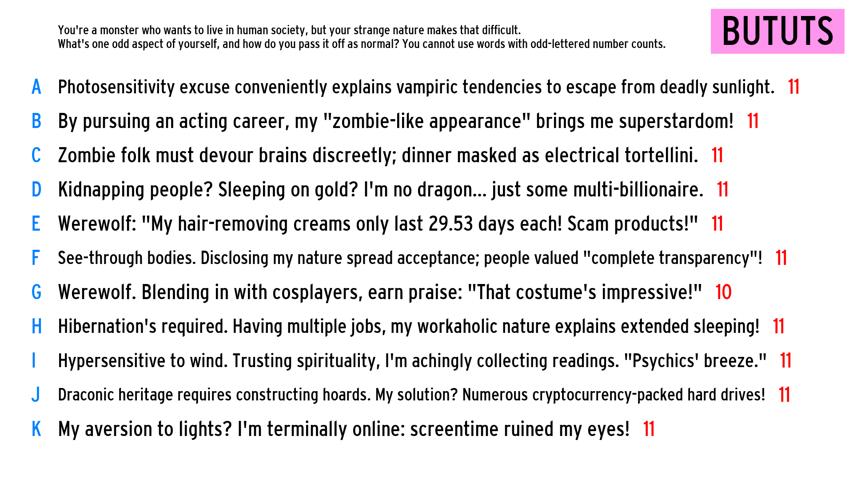 You're a monster who wants to live in human society, but your strange nature makes that difficult.
What's one odd aspect of yourself, and how do you pass it off as normal? You cannot use words with odd-lettered number counts.
BUTUTS
A Photosensitivity excuse conveniently explains vampiric tendencies to escape from deadly sunlight. 11
B By pursuing an acting career, my "zombie-like appearance" brings me superstardom! 11
C Zombie folk must devour brains discreetly; dinner masked as electrical tortellini. 11
D Kidnapping people? Sleeping on gold? I'm no dragon... just some multi-billionaire. 11
E Werewolf: "My hair-removing creams only last 29.53 days each! Scam products!" 11
F See-through bodies. Disclosing my nature spread acceptance; people valued "complete transparency"! 11
G Werewolf. Blending in with cosplayers, earn praise: "That costume's impressive!" 10
H Hibernation's required. Having multiple jobs, my workaholic nature explains extended sleeping! 11
I Hypersensitive to wind. Trusting spirituality, I'm achingly collecting readings. "Psychics' breeze." 11
J Draconic heritage requires constructing hoards. My solution? Numerous cryptocurrency-packed hard drives! 11
K My aversion to lights? I'm terminally online: screentime ruined my eyes! 11